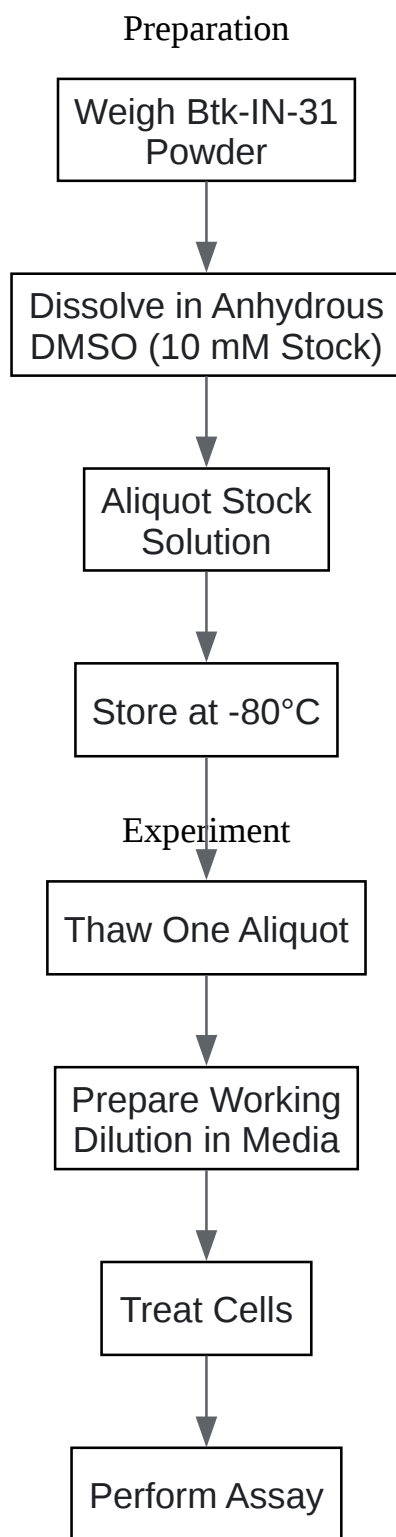 Preparation
Weigh Btk-IN-31
Powder
Dissolve in Anhydrous
DMSO (10 mM Stock)
Aliquot Stock
Solution
Store at -80°C
Experiment
Thaw One Aliquot
Prepare Working
Dilution in Media
Treat Cells
Perform Assay